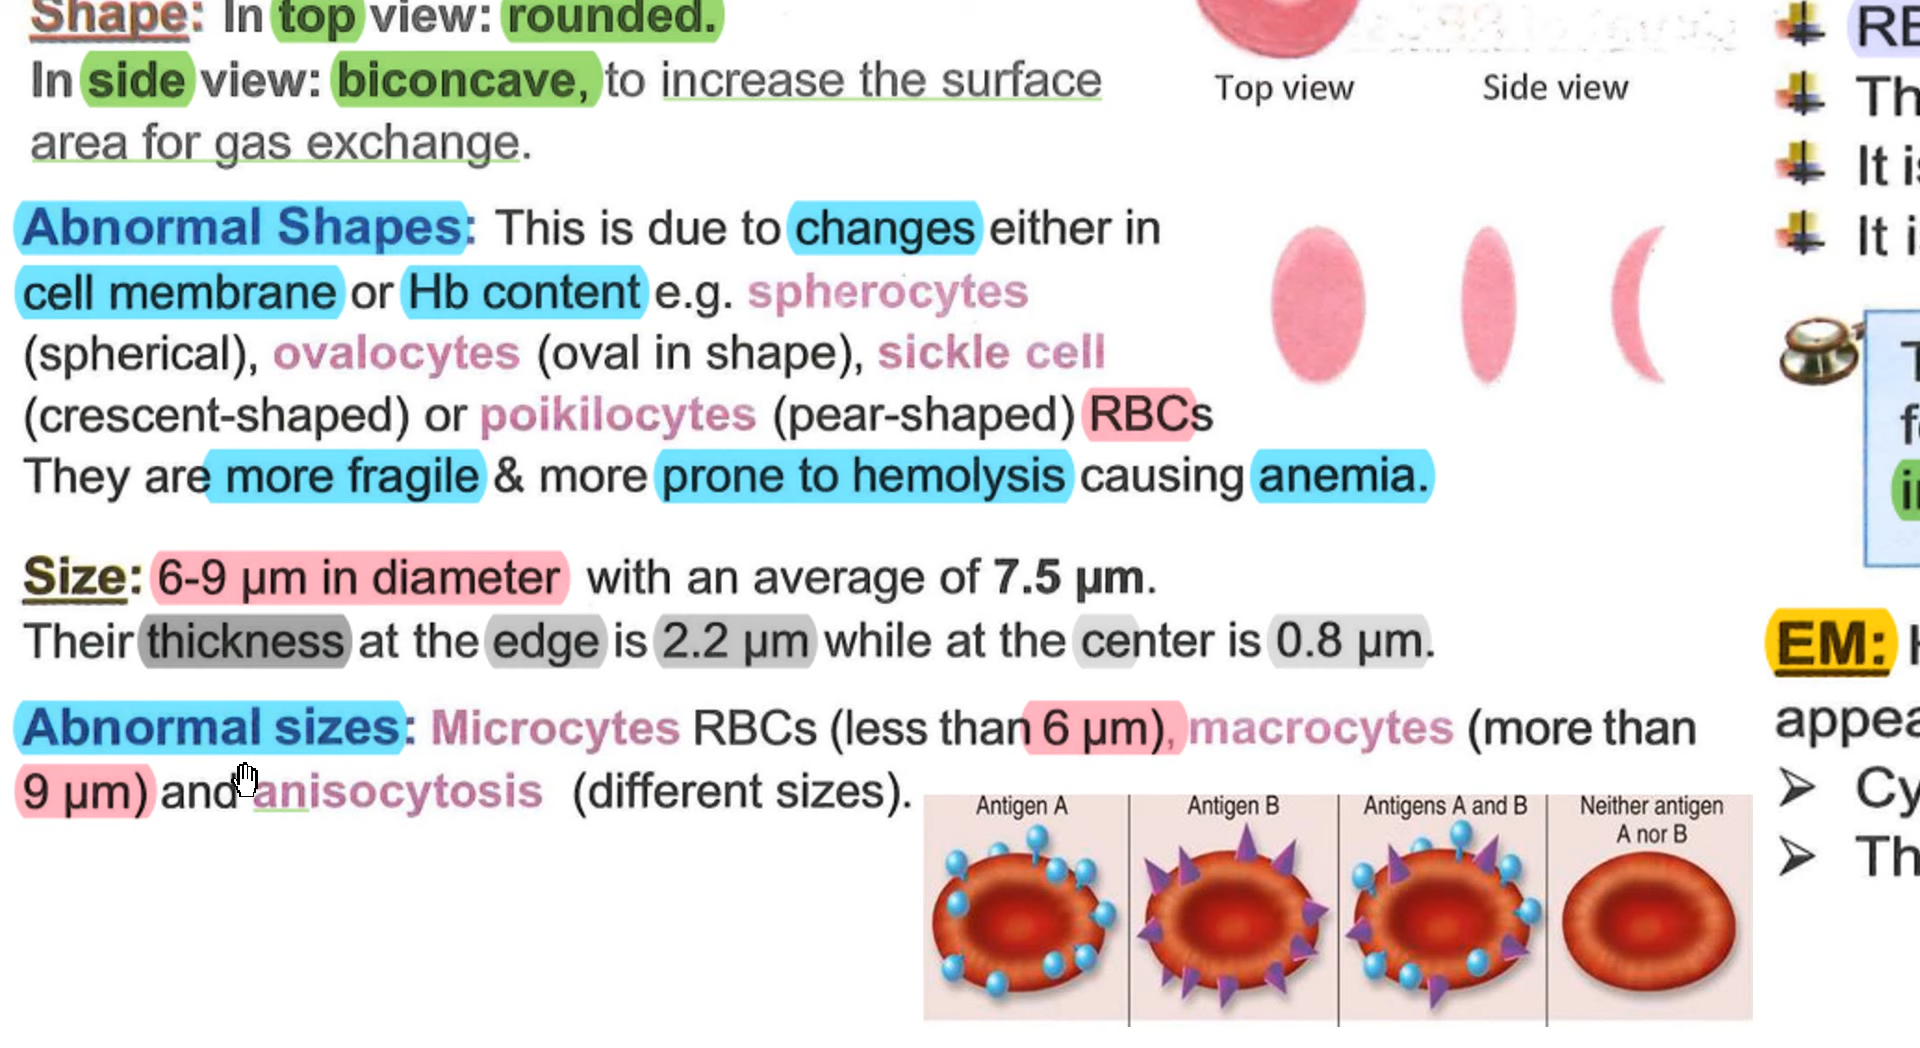 Shape: In top view: rounded.
In side view: biconcave, to increase the surface
area for gas exchange.
Top view
Side view
Abnormal Shapes: This is due to changes either in
cell membrane or Hb content e.g. spherocytes
(spherical), ovalocytes (oval in shape), sickle cell
(crescent-shaped) or poikilocytes (pear-shaped) RBCs
They are more fragile & more prone to hemolysis causing anemia.
Size: 6-9 µm in diameter with an average of 7.5 µm.
Their thickness at the edge is 2.2 µm while at the center is 0.8 µm.
Abnormal sizes: Microcytes RBCs (less than 6 µm), macrocytes (more than
9 µm) and anisocytosis (different sizes).
Antigen A
Antigen B
Antigens A and B
Neither antigen
A nor B
Th
It
It
EM:
appea
Cy
Th